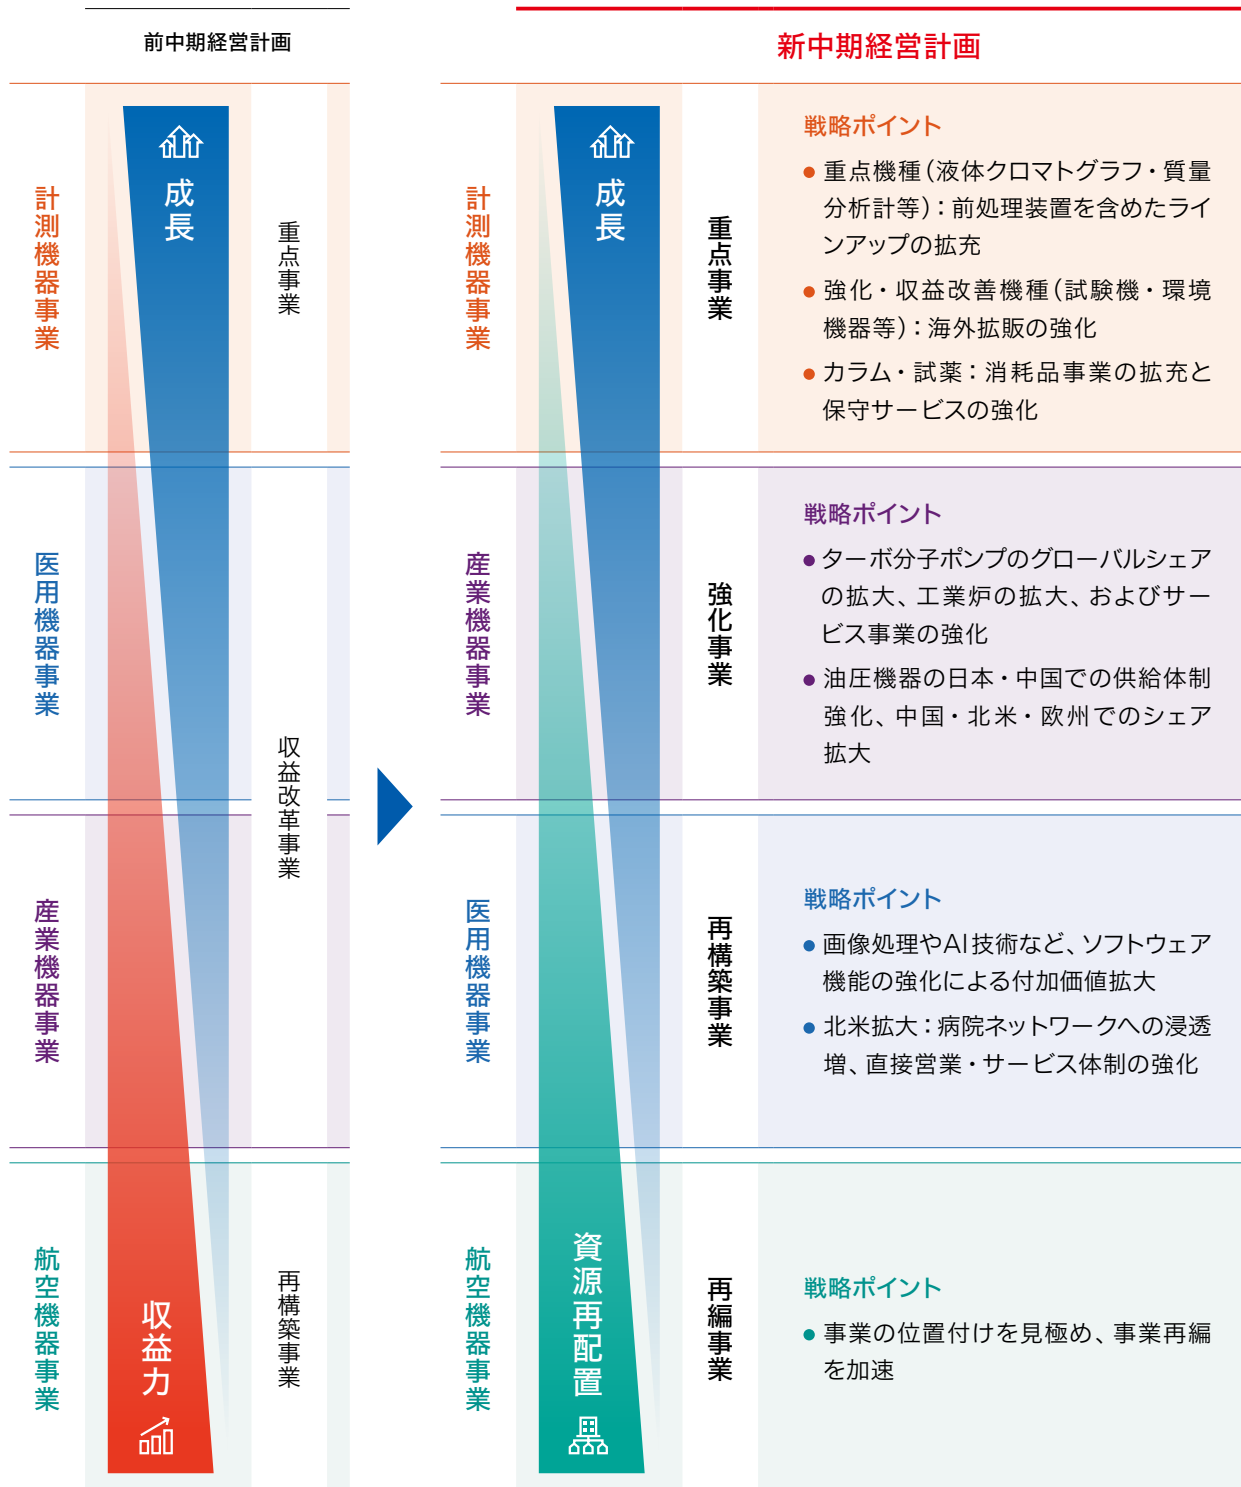 前中期経営計画
計測機器事業
成長
重点事業
医用機器事業
産業機器事業
収益改革事業
航空機器事業
収益力
再構築事業
新中期経営計画
計測機器事業
成長
重点事業
戦略ポイント
● 重点機種（液体クロマトグラフ・質量
分析計等）：前処理装置を含めたライ
ンアップの拡充
● 強化・収益改善機種（試験機・環境
機器等）：海外拡販の強化
● カラム・試薬：消耗品事業の拡充と
保守サービスの強化
産業機器事業
強化事業
戦略ポイント
● ターボ分子ポンプのグローバルシェア
の拡大、工業炉の拡大、およびサー
ビス事業の強化
● 油圧機器の日本・中国での供給体制
強化、中国・北米・欧州でのシェア
拡大
医用機器事業
再構築事業
戦略ポイント
● 画像処理やAI技術など、ソフトウェア
機能の強化による付加価値拡大
● 北米拡大：病院ネットワークへの浸透
増、直接営業・サービス体制の強化
航空機器事業
資源再配置
再編事業
戦略ポイント
● 事業の位置付けを見極め、事業再編
を加速